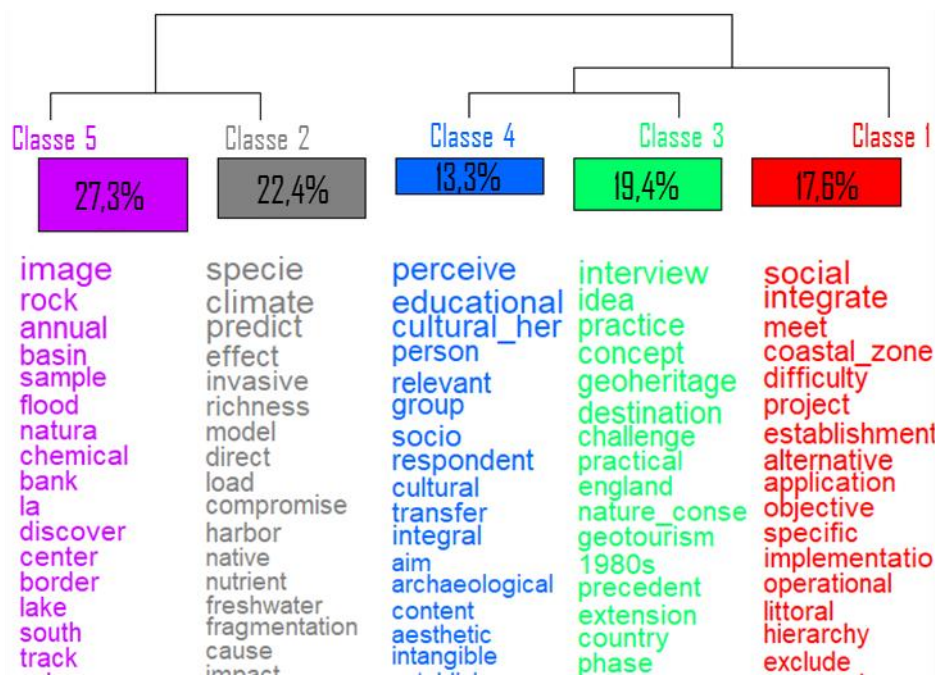 Classe 5
27,3%
image
rock
annual
basin
sample
flood
natura
chemical
bank
la
discover
center
border
lake
south
track
Classe 2
22,4%
specie
climate
predict
effect
invasive
richness
model
direct
load
compromise
harbor
native
nutrient
freshwater
fragmentation
cause
impact
Classe 4
13,3%
perceive
educational
cultural_her
person
relevant
group
socio
respondent
cultural
transfer
integral
aim
archaeological
content
aesthetic
intangible
Classe 3
19,4%
interview
idea
practice
concept
geoheritage
destination
challenge
practical
england
nature_conse
geotourism
1980s
precedent
extension
country
phase
Classe 1
17,6%
social
integrate
meet
coastal_zone
difficulty
project
establishment
alternative
application
objective
specific
implementatio
operational
littoral
hierarchy
exclude